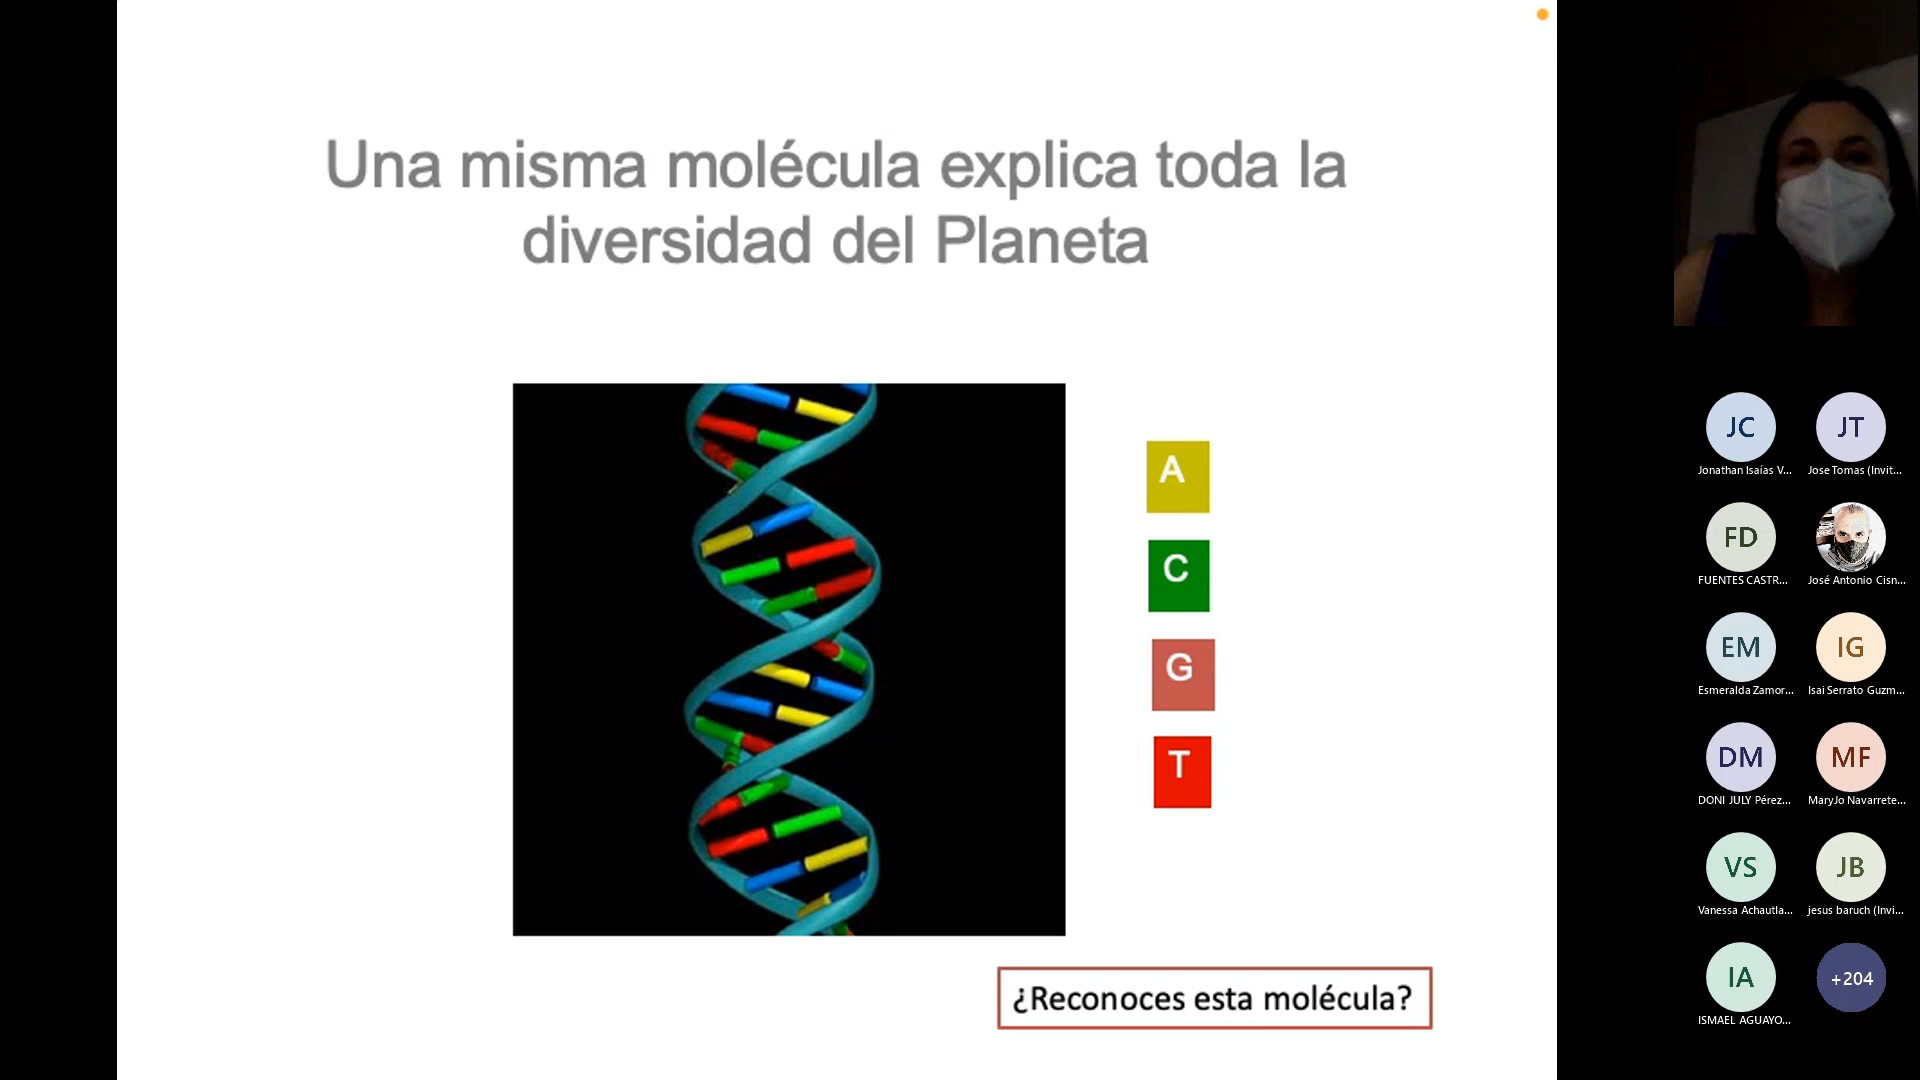 Una misma molécula explica toda la
diversidad del Planeta
A
C
G
T
¿Reconoces esta molécula?
JC
JT
Jonathan Isaías V...
Jose Tomas (Invit...
FD
FUENTES CASTR...
José Antonio Cisn...
EM
IG
Esmeralda Zamor...
Isai Serrato Guzm...
DM
MF
DONI JULY Pérez...
MaryJo Navarrete...
VS
JB
Vanessa Achautla...
jesus baruch (Invi...
IA
+204
ISMAEL AGUAYO...